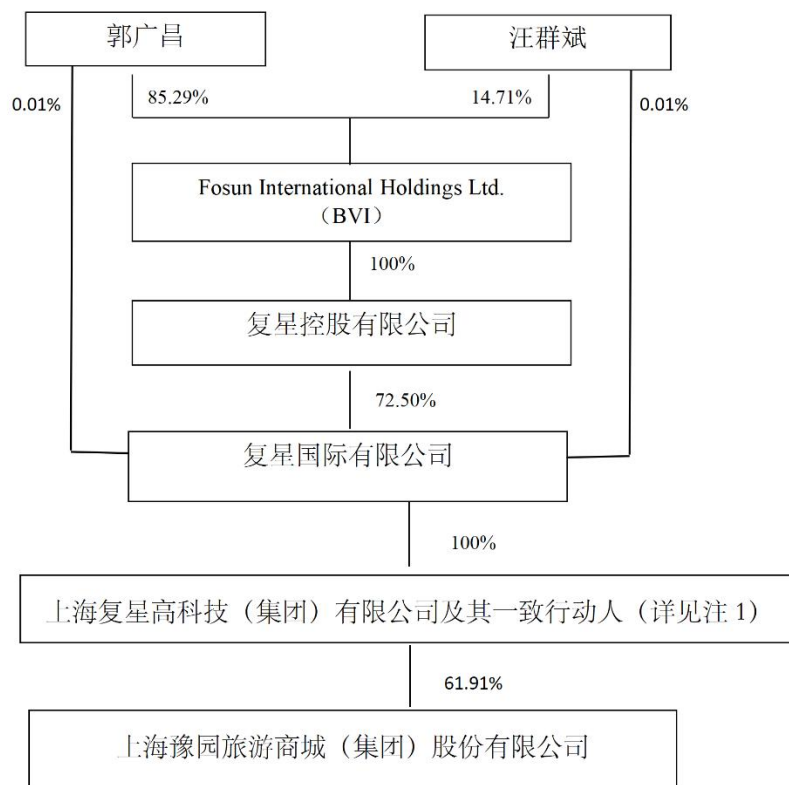 郭广昌
汪群斌
0.01%
85.29%
14.71%
0.01%
Fosun International Holdings Ltd.
（BVI）
100%
复星控股有限公司
72.50%
复星国际有限公司
100%
上海复星高科技（集团）有限公司及其一致行动人（详见注 1）
61.91%
上海豫园旅游商城（集团）股份有限公司